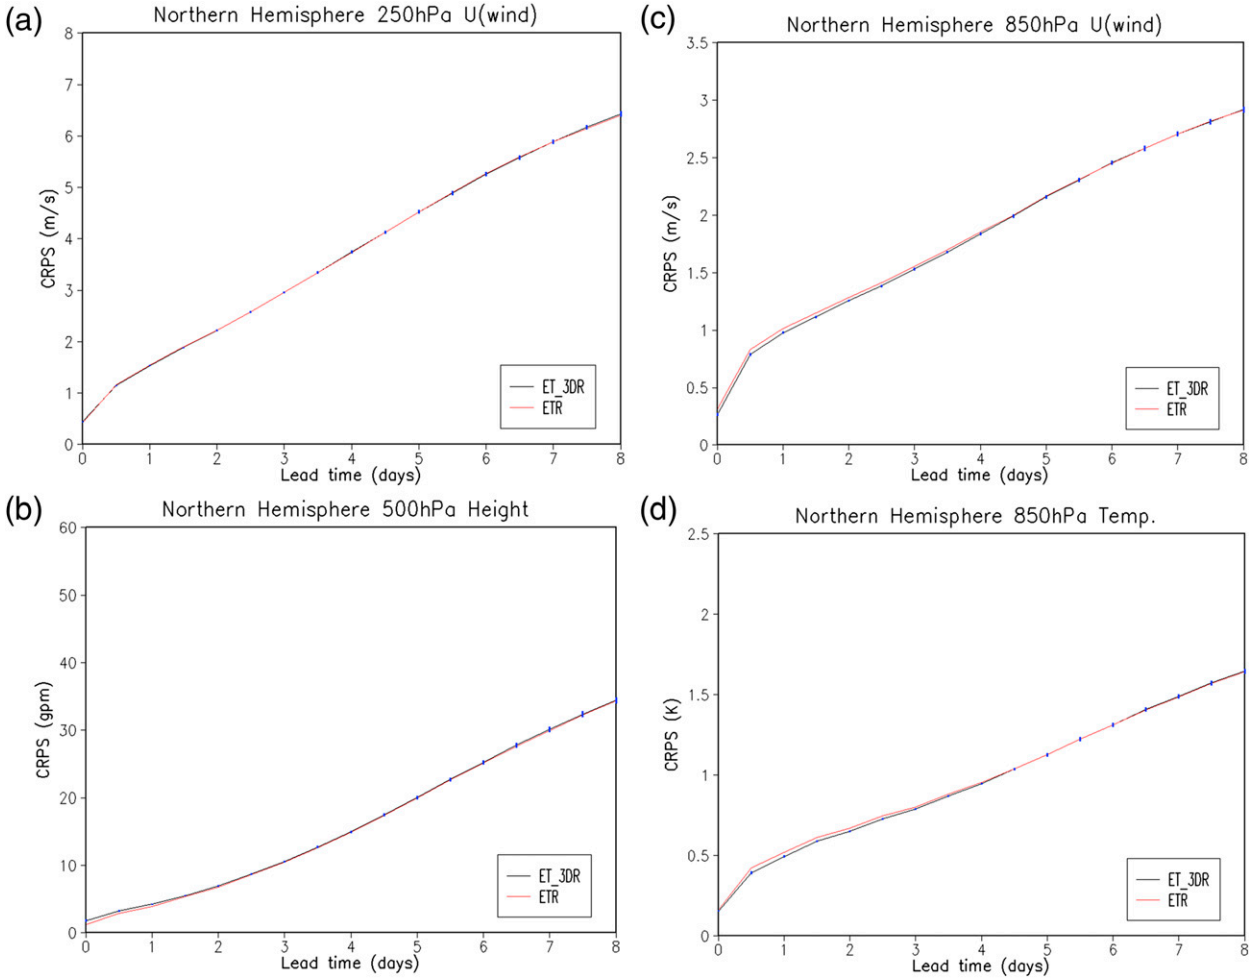 (a)
Northern Hemisphere 250hPa U(wind)
8
7
6
5
4
3
2
1
0
CRPS (m/s)
ET_3DR
ETR
0 1 2 3 4 5 6 7 8
Lead time (days)
(b)
Northern Hemisphere 500hPa Height
60
50
40
30
20
10
0
CRPS (gpm)
ET_3DR
ETR
0 1 2 3 4 5 6 7 8
Lead time (days)
(c)
Northern Hemisphere 850hPa U(wind)
3.5
3
2.5
2
1.5
1
0.5
0
CRPS (m/s)
ET_3DR
ETR
0 1 2 3 4 5 6 7 8
Lead time (days)
(d)
Northern Hemisphere 850hPa Temp.
2.5
2
1.5
1
0.5
0
CRPS (K)
ET_3DR
ETR
0 1 2 3 4 5 6 7 8
Lead time (days)